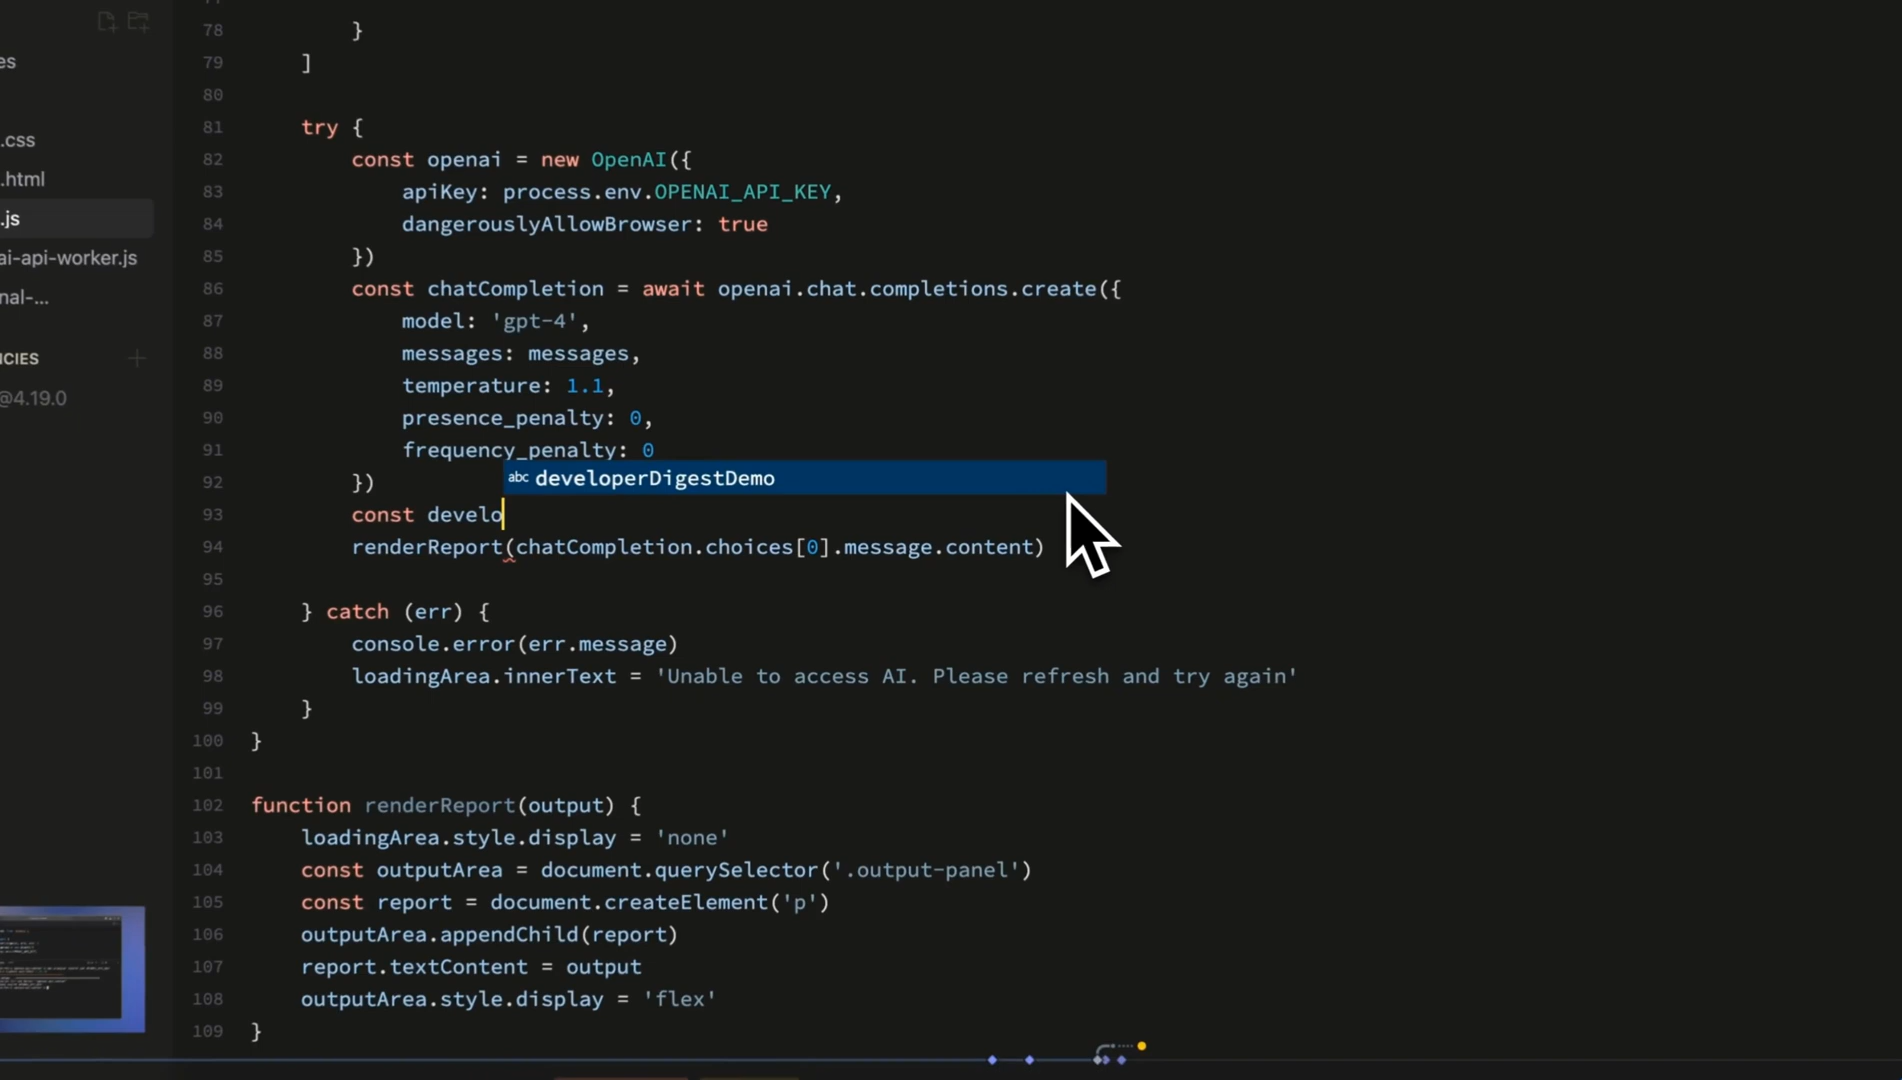 es
.css
.html
.js
ai-api-worker.js
nal-...
CIES
@4.19.0
78 }
79 ]
80
81 try {
82 const openai = new OpenAI({
83 apiKey: process.env.OPENAI_API_KEY,
84 dangerouslyAllowBrowser: true
85 })
86 const chatCompletion = await openai.chat.completions.create({
87 model: 'gpt-4',
88 messages: messages,
89 temperature: 1.1,
90 presence_penalty: 0,
91 frequency_penalty: 0
abc developerDigestDemo
92 })
93 const develo
94 renderReport(chatCompletion.choices[0].message.content)
95
96 } catch (err) {
97 console.error(err.message)
98 loadingArea.innerText = 'Unable to access AI. Please refresh and try again'
99 }
100 }
101
102 function renderReport(output) {
103 loadingArea.style.display = 'none'
104 const outputArea = document.querySelector('.output-panel')
105 const report = document.createElement('p')
106 outputArea.appendChild(report)
107 report.textContent = output
108 outputArea.style.display = 'flex'
109 }